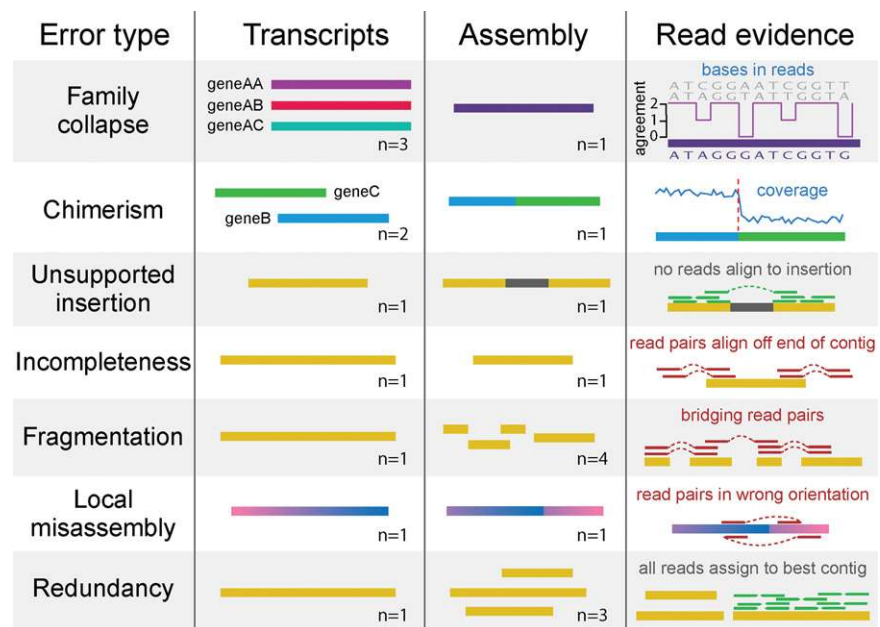 Error type
Transcripts
Assembly
Read evidence
Family
collapse
geneAA
geneAB
geneAC
n=3
n=1
bases in reads
ATCGGAATCGGTT
ATAGGTATTGGTA
agreement
2
1
0
ATAGGGATCGGTG
Chimerism
geneC
geneB
n=2
n=1
coverage
Unsupported
insertion
n=1
n=1
no reads align to insertion
Incompleteness
n=1
n=1
read pairs align off end of contig
Fragmentation
n=1
n=4
bridging read pairs
Local
misassembly
n=1
n=1
read pairs in wrong orientation
Redundancy
n=1
n=3
all reads assign to best contig